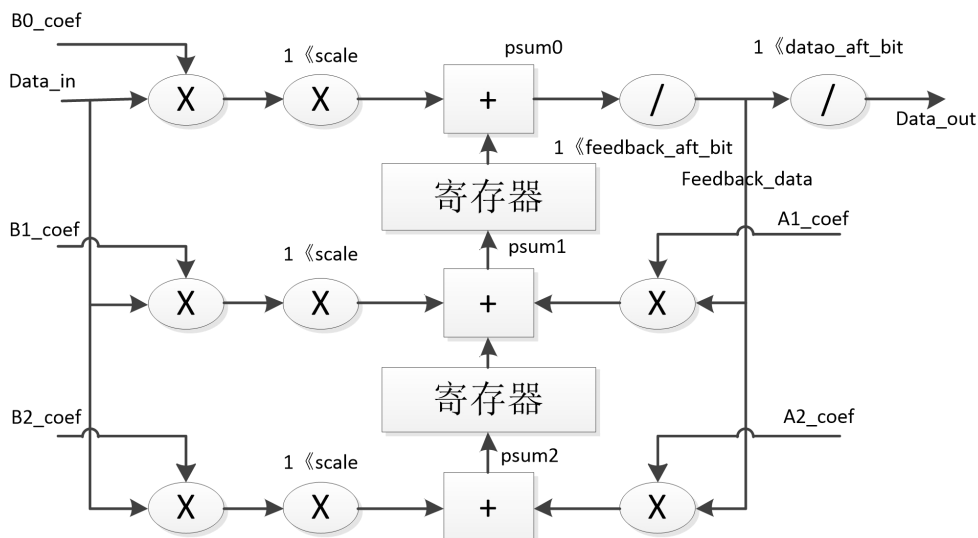 B0_coef
1《scale
psum0
1《datao_aft_bit
Data_in
X
X
+
/
/
Data_out
1《feedback_aft_bit
寄存器
Feedback_data
B1_coef
1《scale
psum1
A1_coef
X
X
+
X
寄存器
B2_coef
1《scale
psum2
A2_coef
X
X
+
X